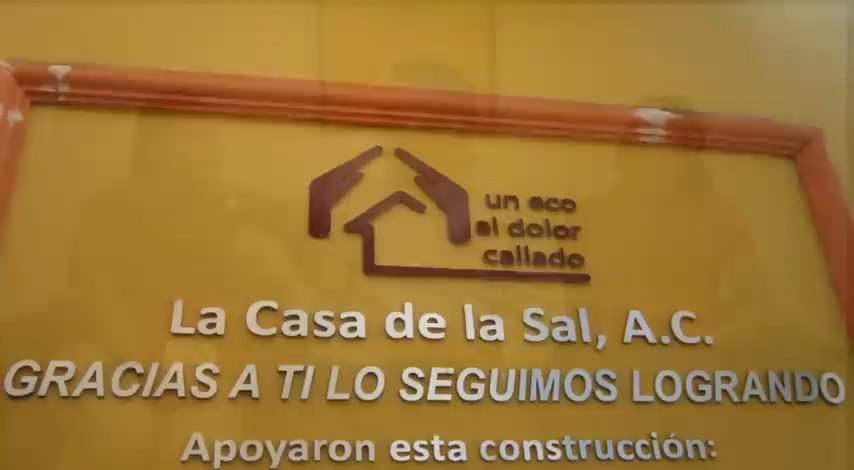 un eco
al dolor
callado
La Casa de la Sal, A.C.
GRACIAS A TI LO SEGUIMOS LOGRANDO
Apoyaron esta construcción: